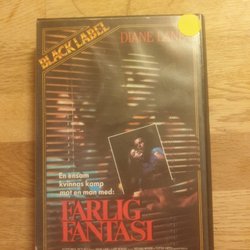 BLACK LABEL
DIANE LANE
En ensam
kvinnas kamp
mot en man med:
FARLIG
FANTASI